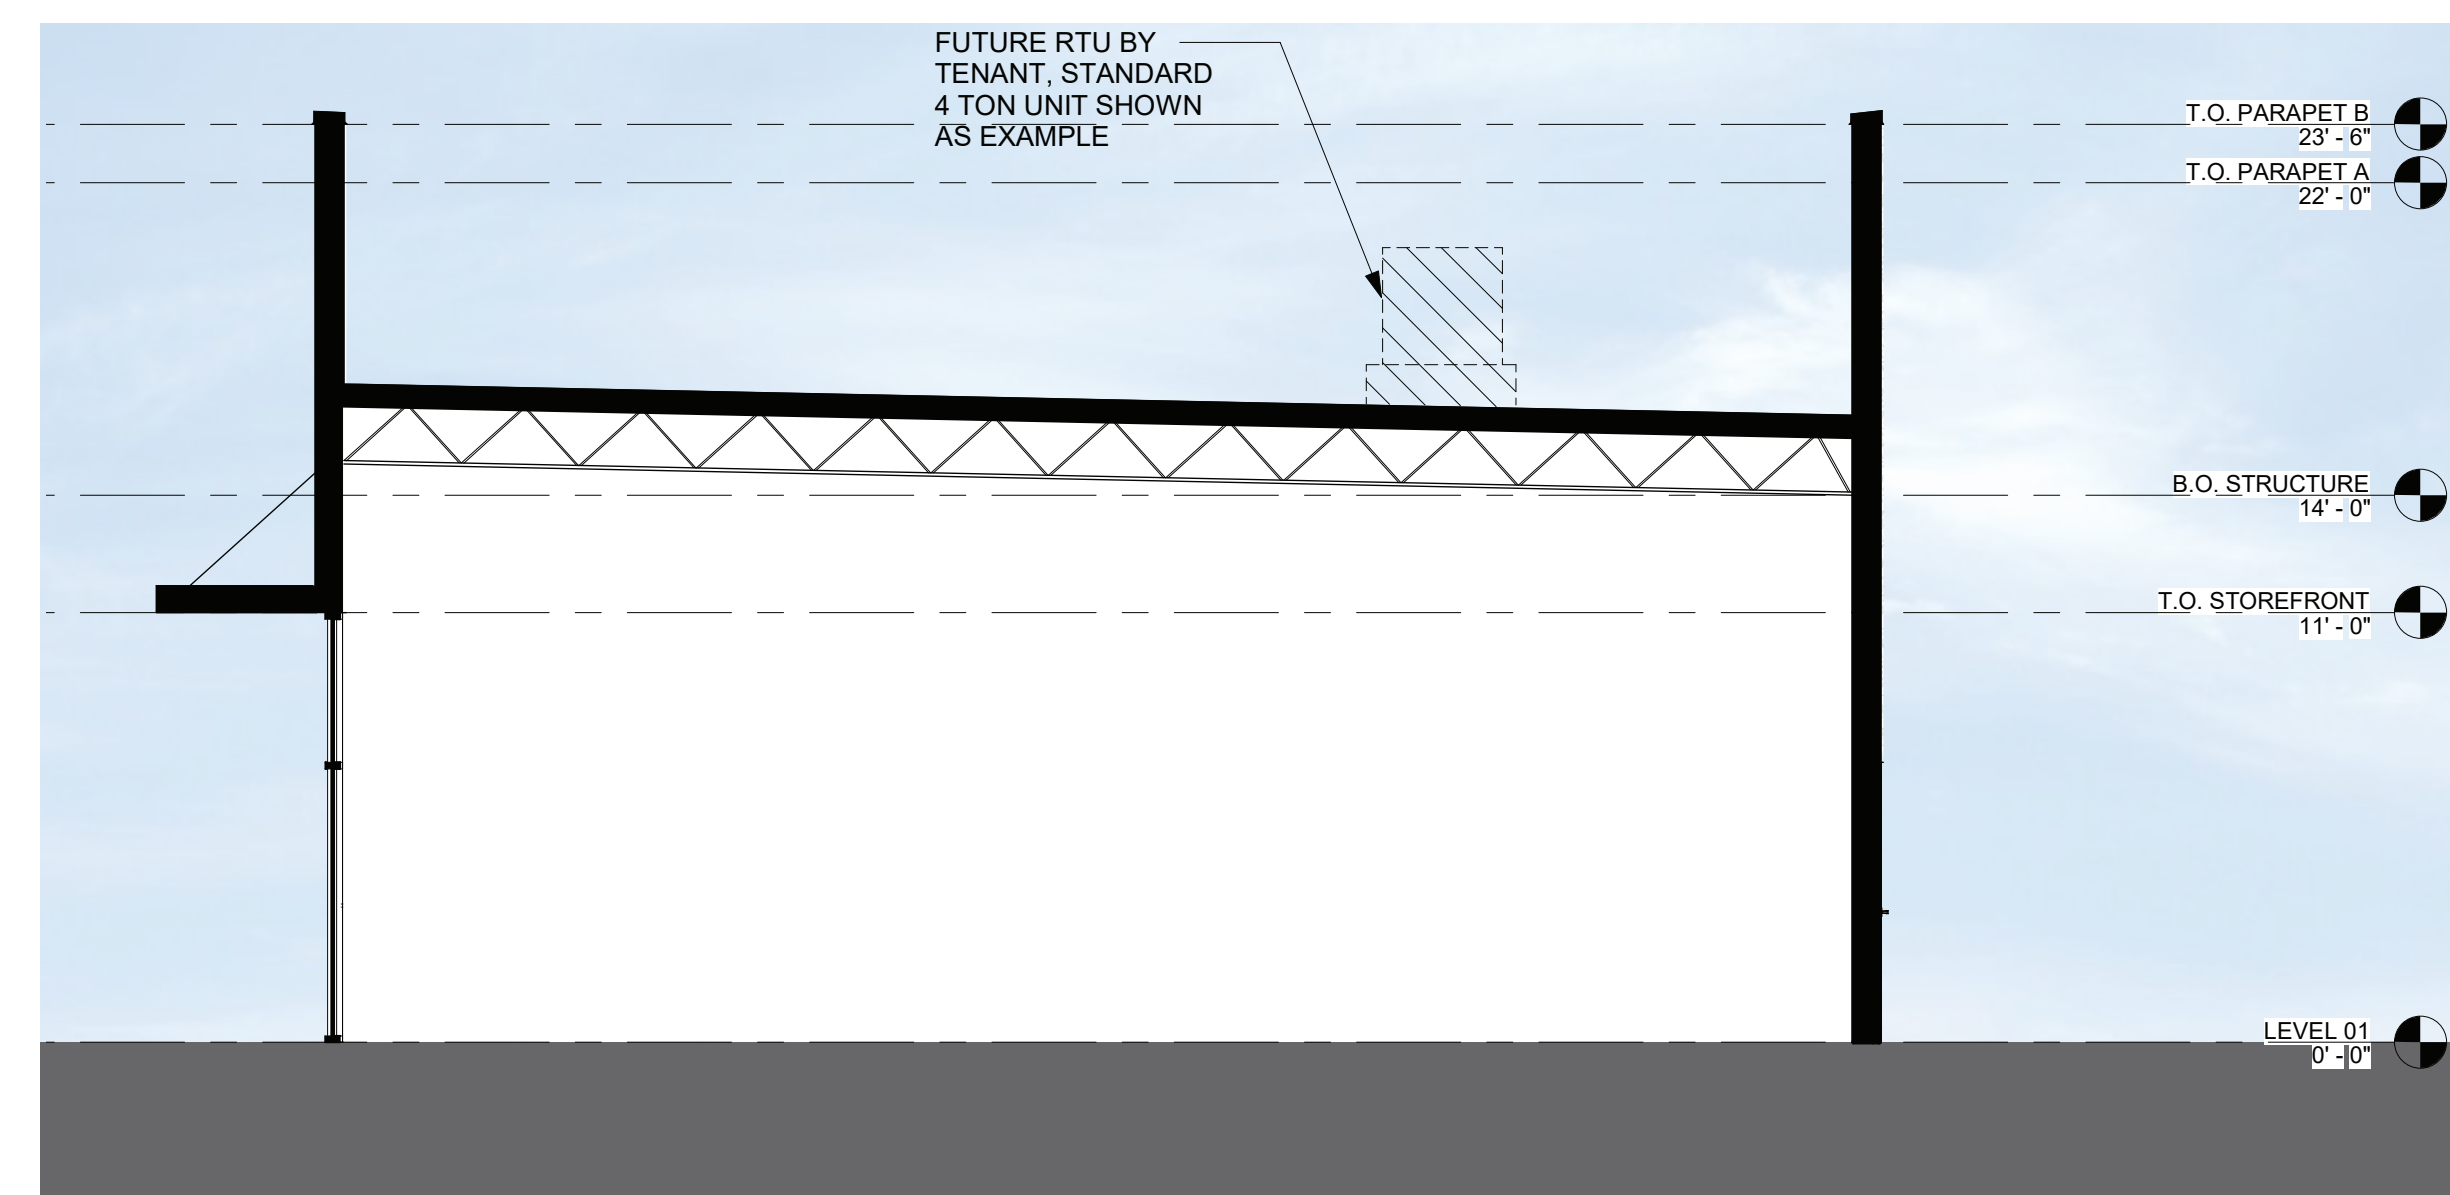 FUTURE RTU BY
TENANT, STANDARD
4 TON UNIT SHOWN
AS EXAMPLE
T.O. PARAPET B
23' - 6"
T.O. PARAPET A
22' - 0"
B.O. STRUCTURE
14' - 0"
T.O. STOREFRONT
11' - 0"
LEVEL 01
0' - 0"